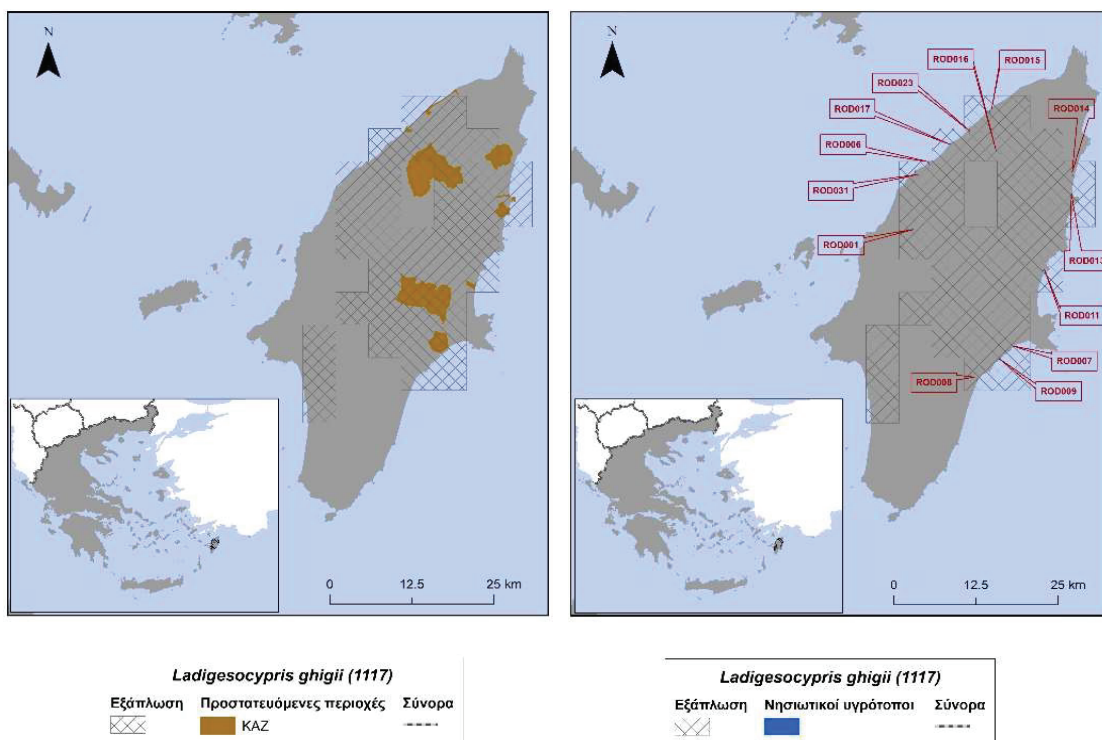 N
0 12.5 25 km
Ladigesocypris ghigii (1117)
Εξάπλωση Προστατευόμενες περιοχές Σύνορα
ΚΑΖ
N
ROD016
ROD015
ROD023
ROD014
ROD017
ROD006
ROD031
ROD001
ROD013
ROD011
ROD007
ROD008
ROD009
0 12.5 25 km
Ladigesocypris ghigii (1117)
Εξάπλωση Νησιωτικοί υγρότοποι Σύνορα